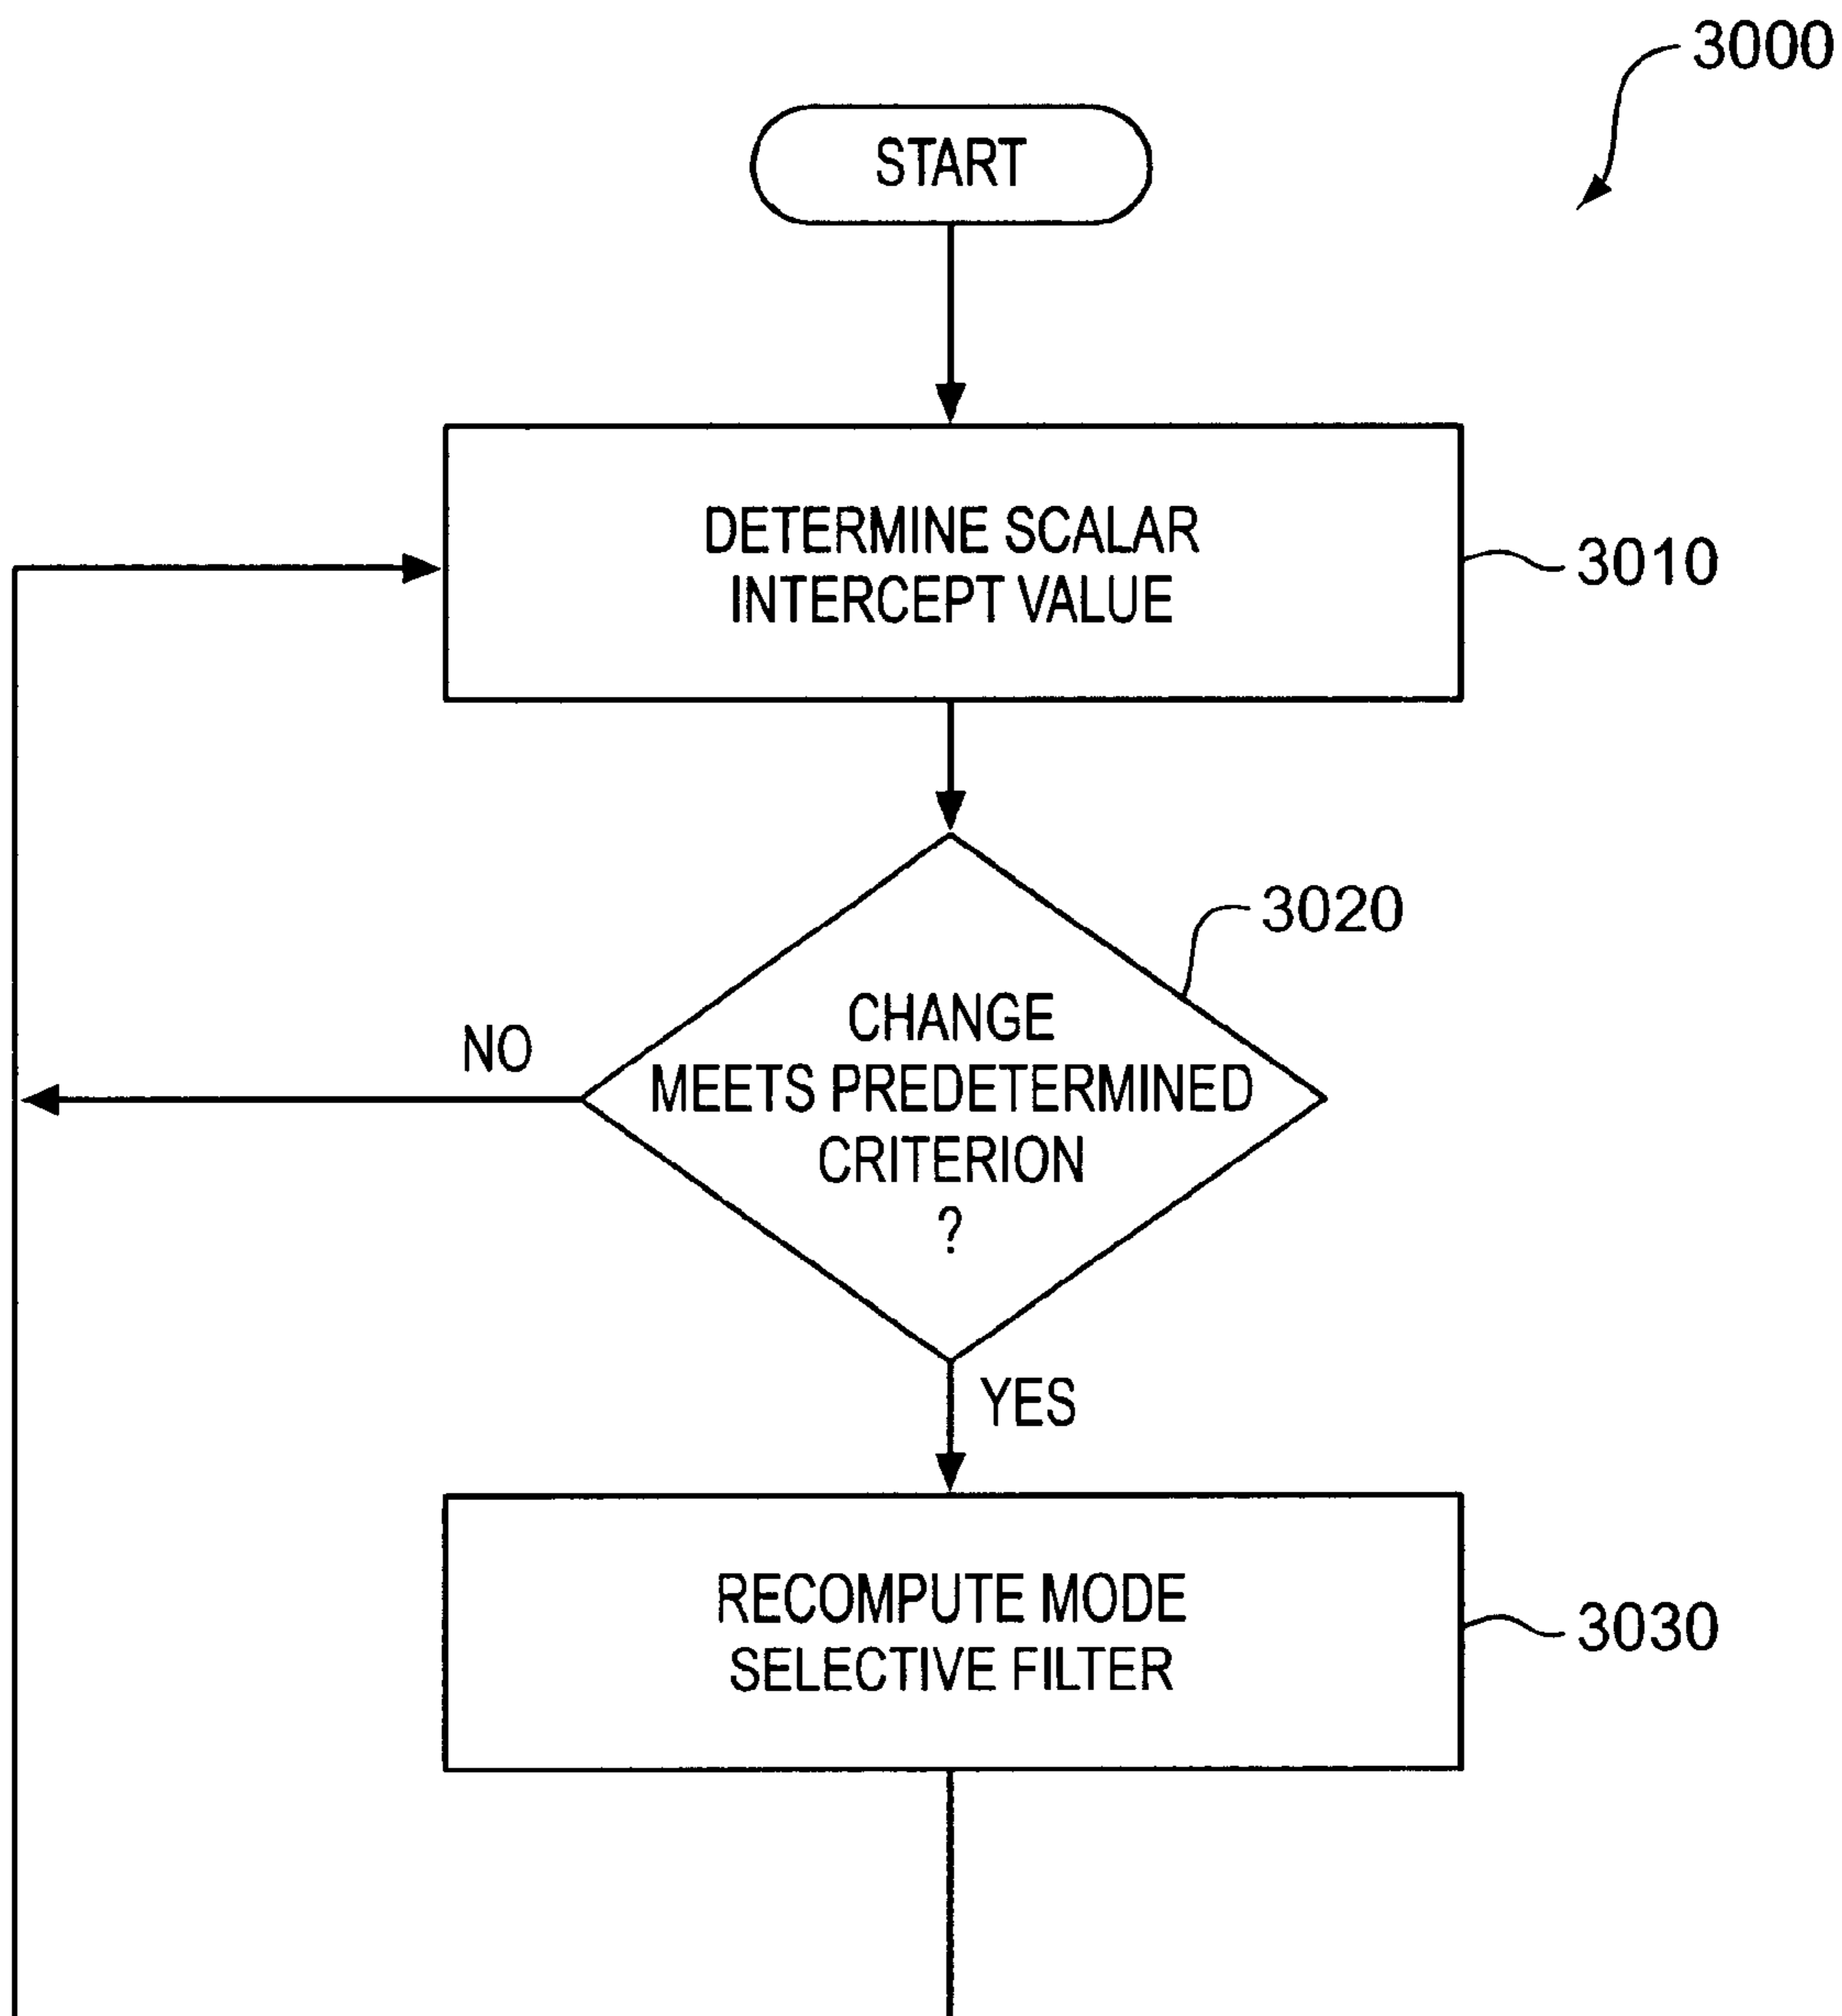 3000
START
DETERMINE SCALAR
INTERCEPT VALUE
3010
3020
CHANGE
MEETS PREDETERMINED
CRITERION
?
NO
YES
RECOMPUTE MODE
SELECTIVE FILTER
3030